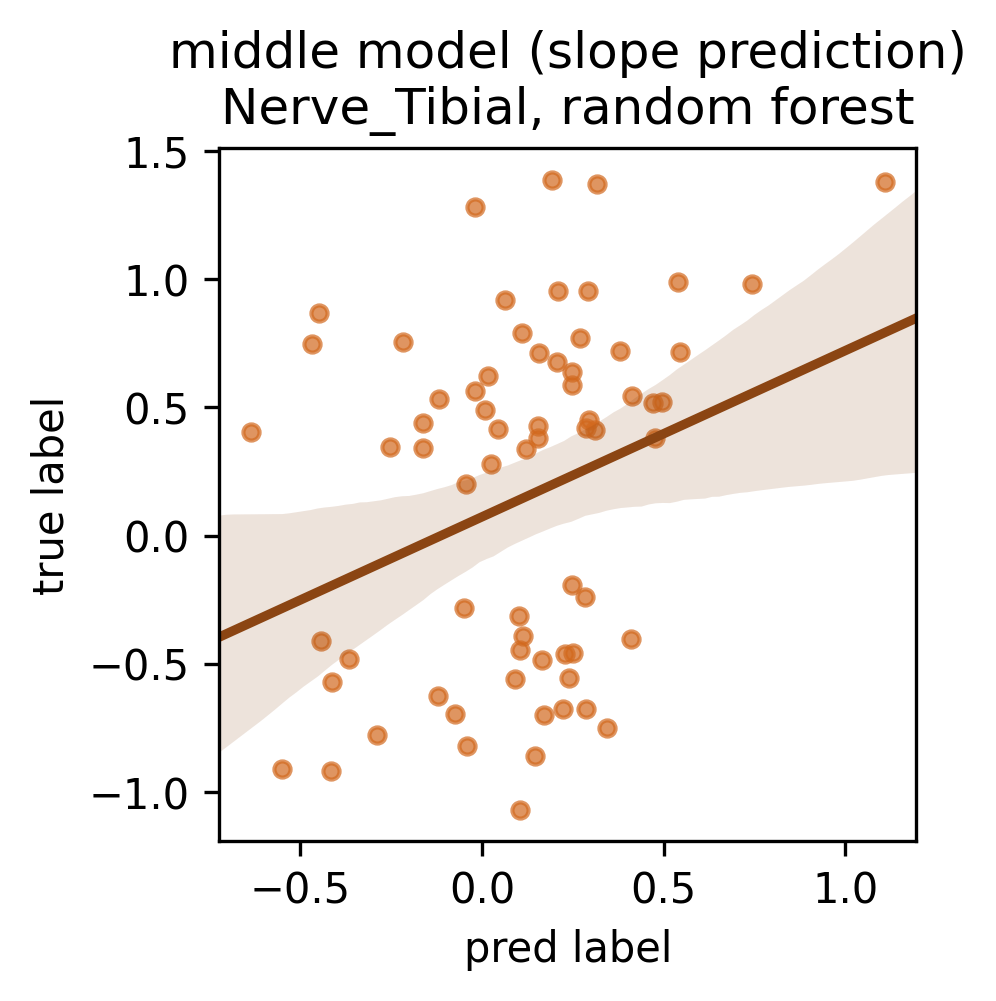 middle model (slope prediction)
Nerve_Tibial, random forest
1.5
1.0
0.5
0.0
−0.5
−1.0
true label
−0.5 0.0 0.5 1.0
pred label